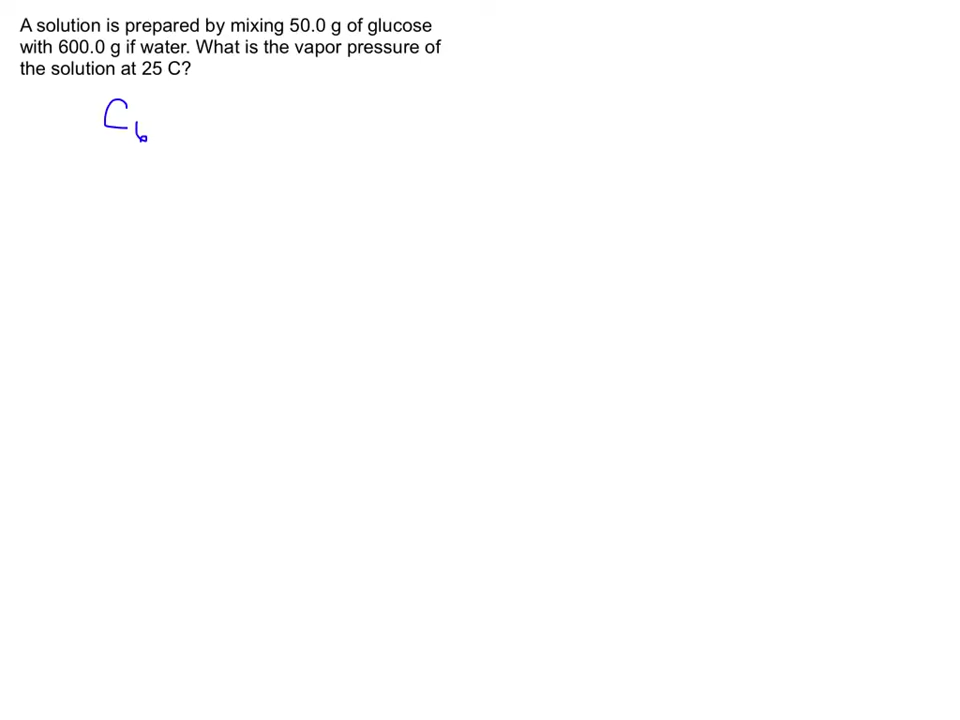 A solution is prepared by mixing 50.0 g of glucose
with 600.0 g if water. What is the vapor pressure of
the solution at 25 C?
C6